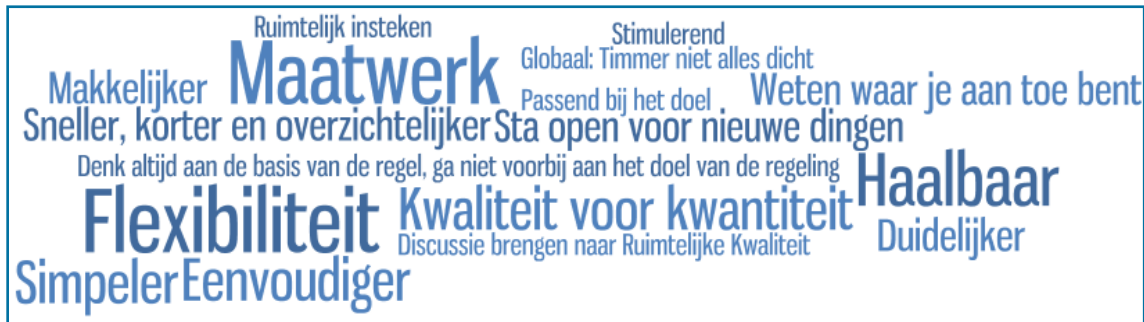 Ruimtelijk insteken
Stimulerend
Maatwerk
Globaal: Timmer niet alles dicht
Makkelijker
Passend bij het doel .
Weten waar je aan toe bent
Sneller, korter en overzichtelijker
Sta open voor nieuwe dingen
Denk altijd aan de basis van de regel, ga niet voorbij aan het doel van de regeling
Haalbaar
Flexibiliteit
Kwaliteit voor kwantiteit
Discussie brengen naar Ruimtelijke Kwaliteit
Duidelijker
Simpeler
Eenvoudiger